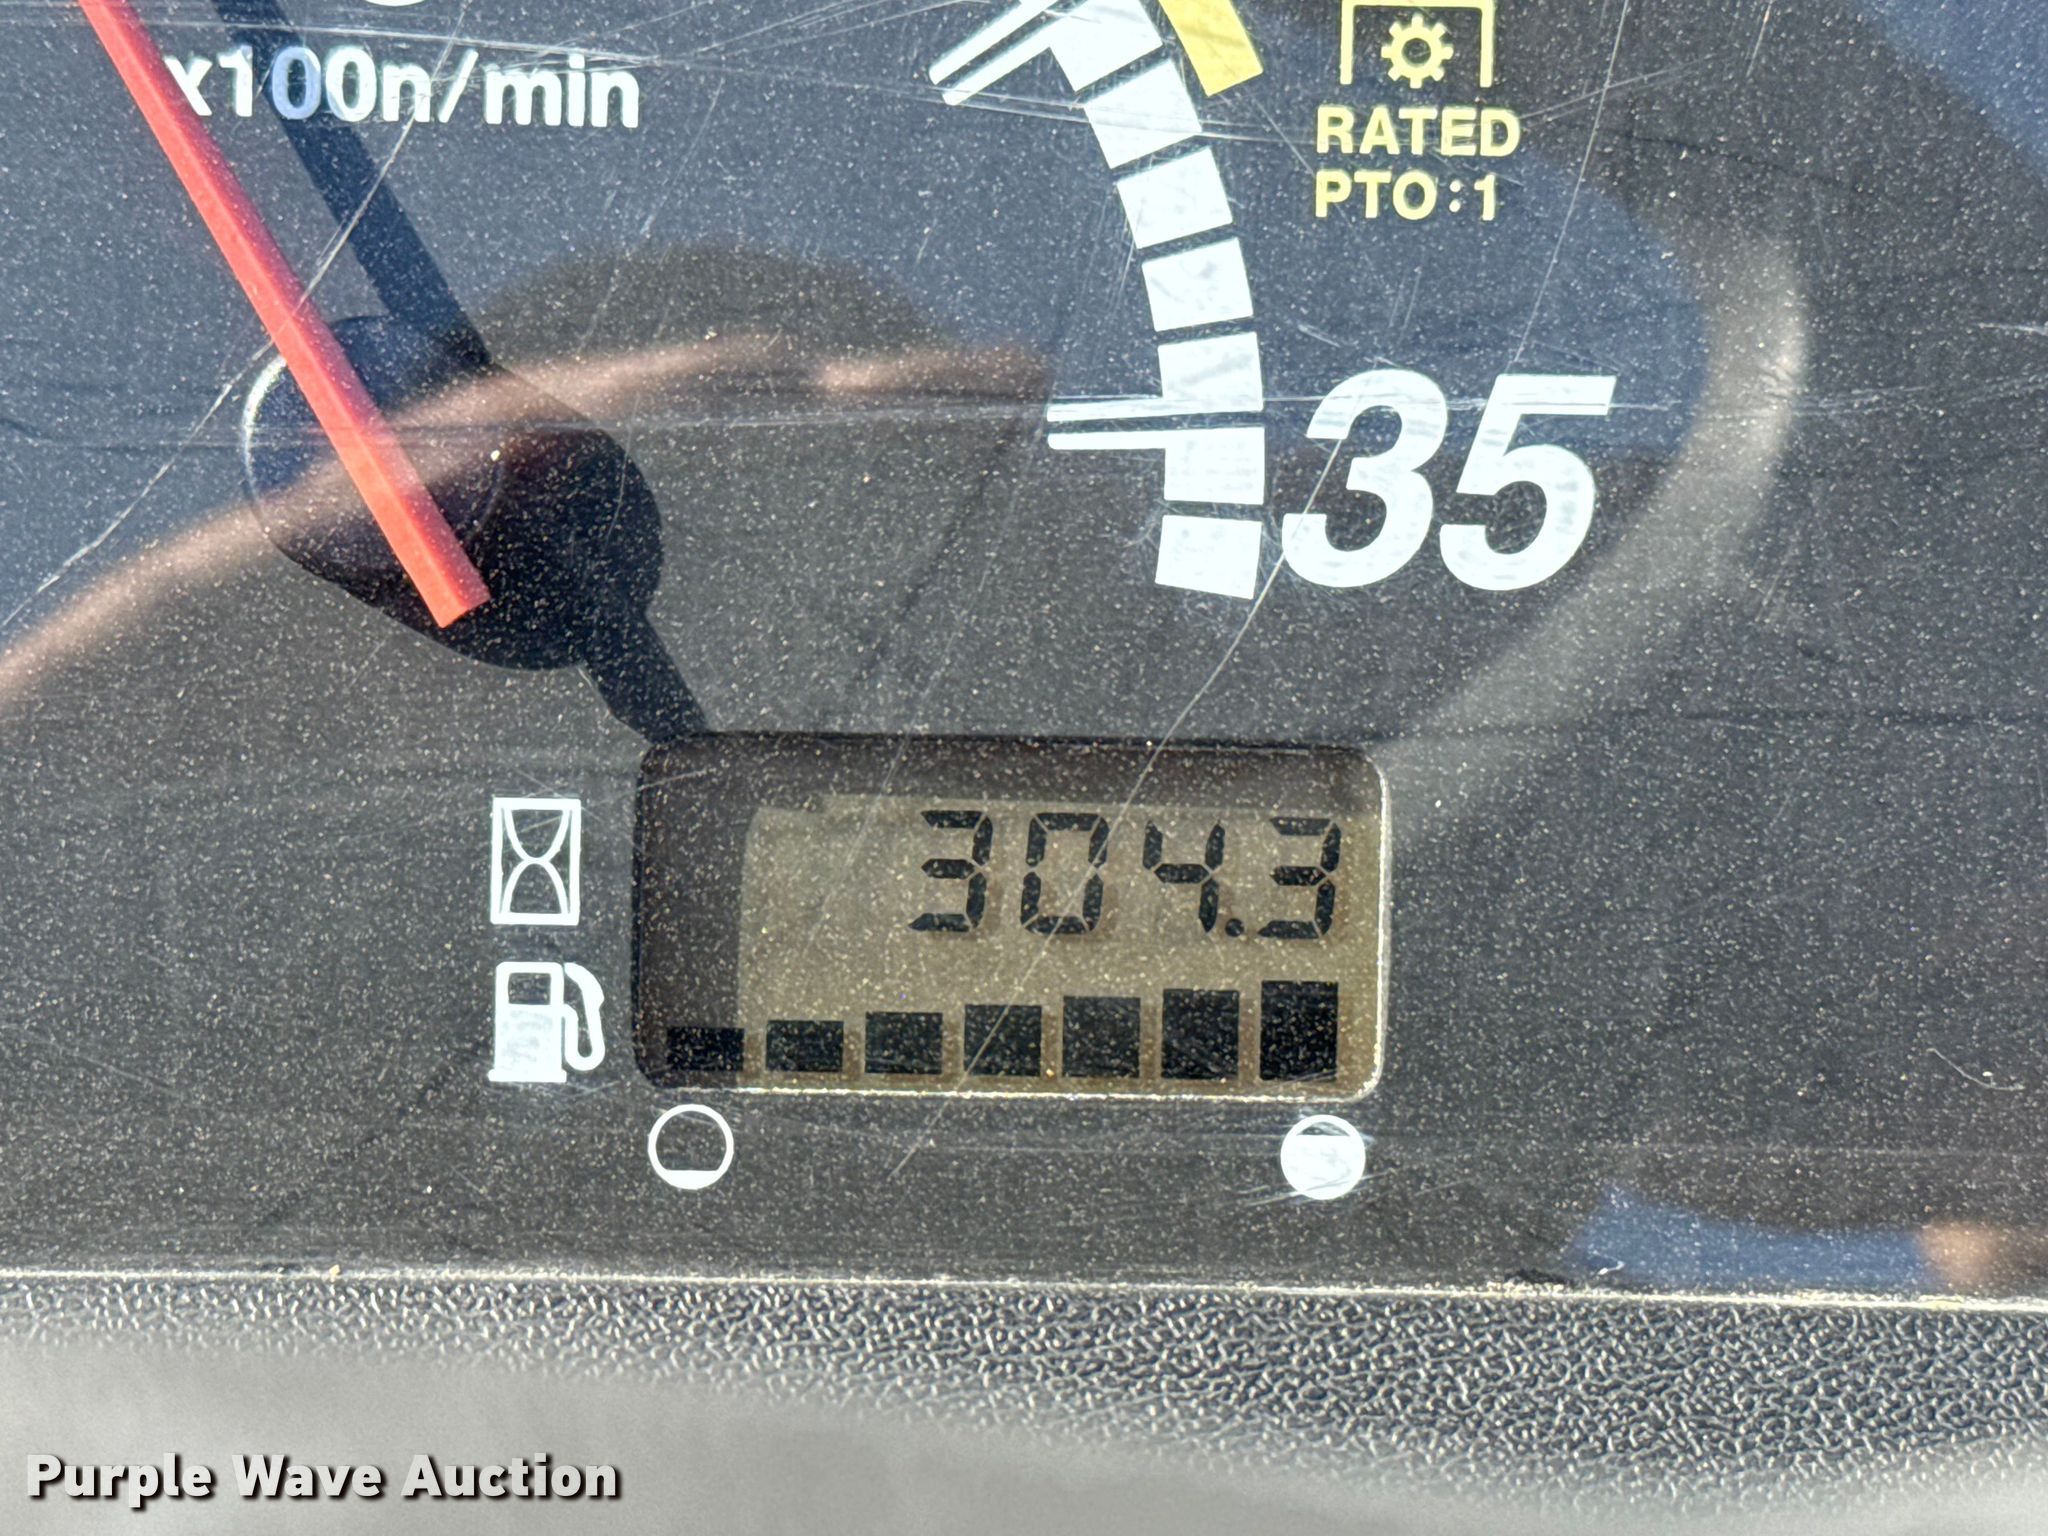 x100n/min
RATED
PTO:1
35
304.3
Purple Wave Auction